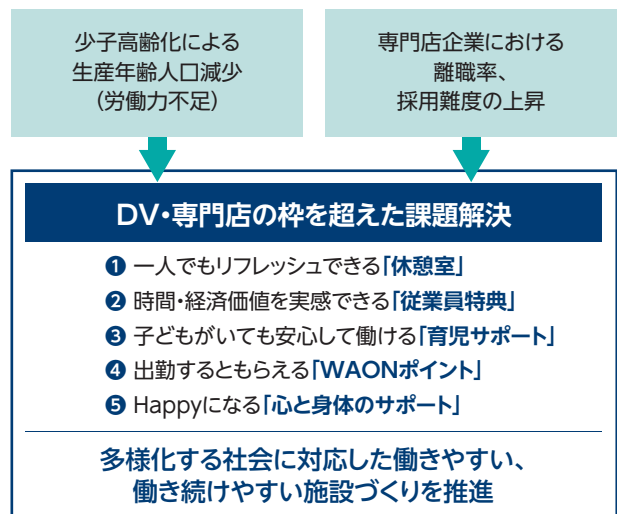 少子高齢化による
生産年齢人口減少
（労働力不足）
専門店企業における
離職率、
採用難度の上昇
DV・専門店の枠を超えた課題解決
❶ 一人でもリフレッシュできる「休憩室」
❷ 時間・経済価値を実感できる「従業員特典」
❸ 子どもがいても安心して働ける「育児サポート」
❹ 出勤するともらえる「WAONポイント」
❺ Happyになる「心と身体のサポート」
多様化する社会に対応した働きやすい、
働き続けやすい施設づくりを推進